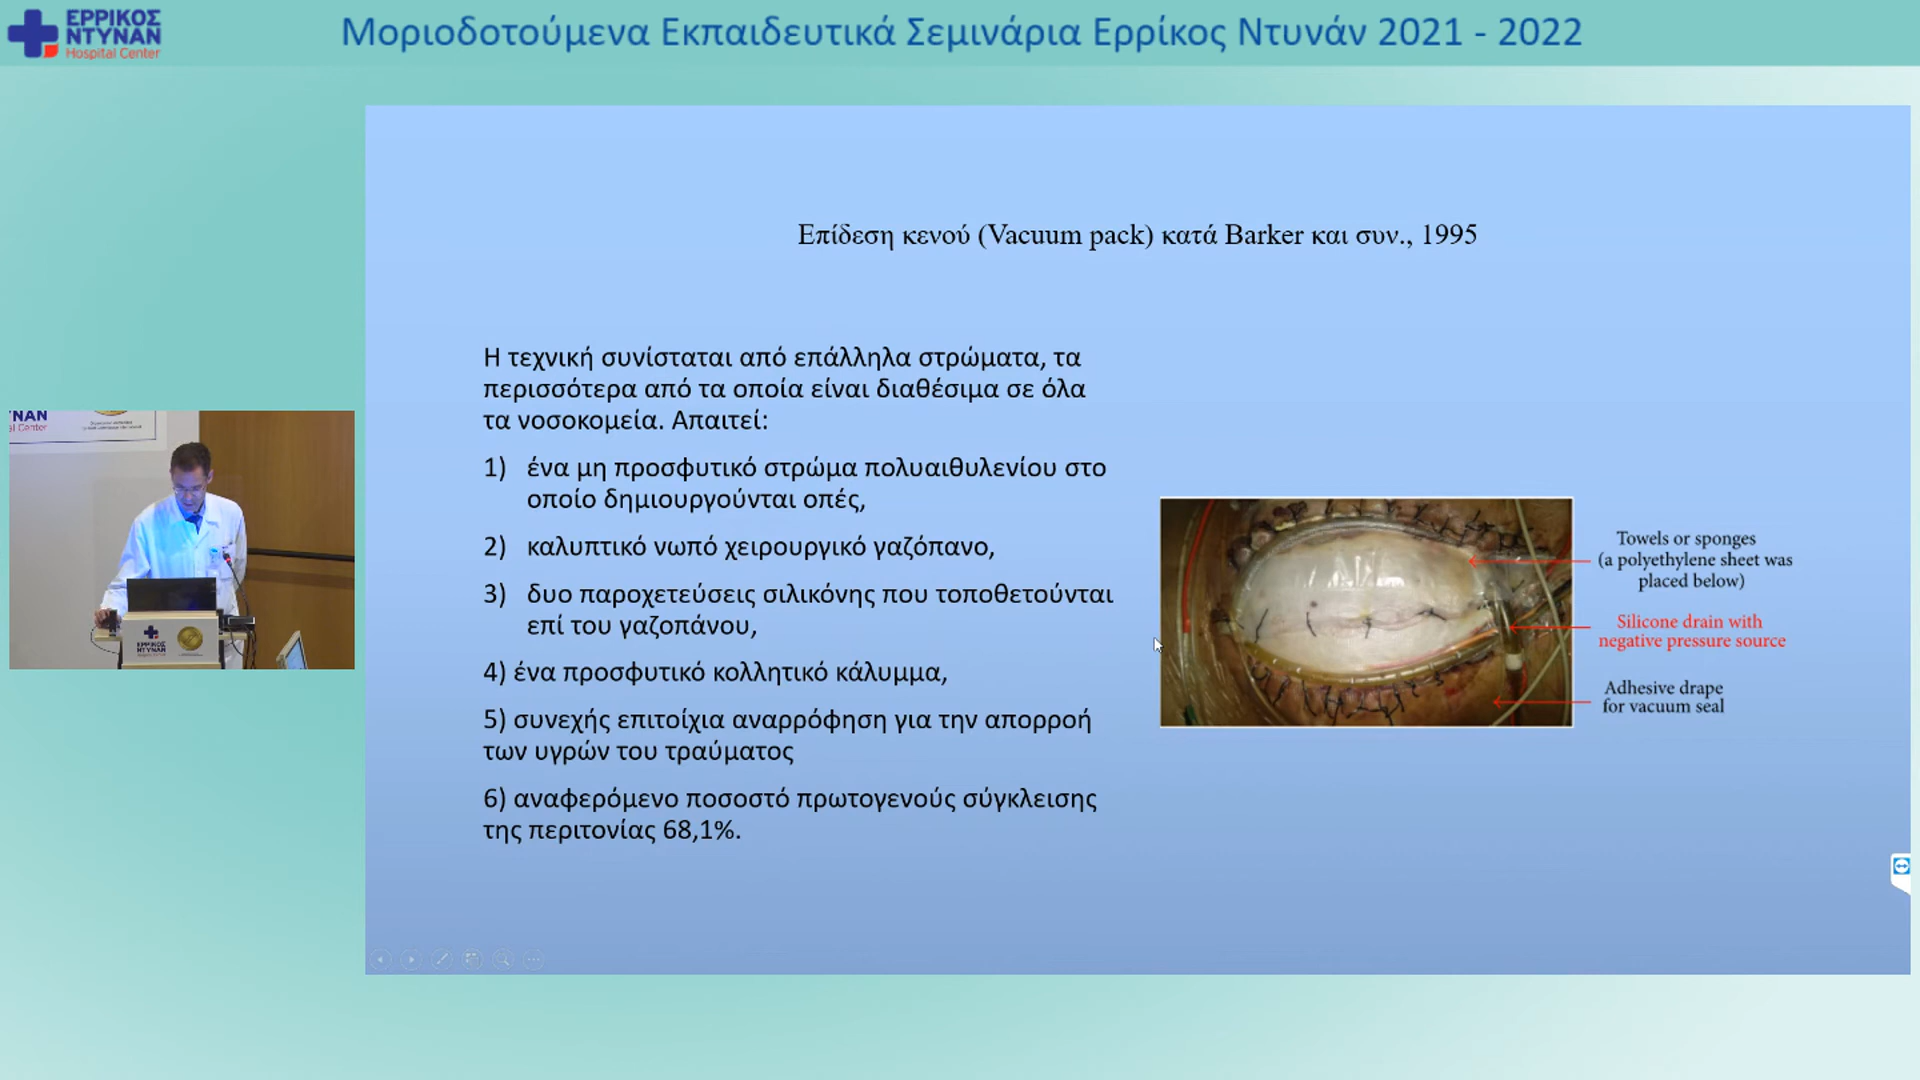 ΕΡΡΙΚΟΣ
ΝΤΥΝΑΝ
Hospital Center
Μοριοδοτούμενα Εκπαιδευτικά Σεμινάρια Ερρίκος Ντυνάν 2021 - 2022
Επίδεση κενού (Vacuum pack) κατά Barker και συν., 1995
Η τεχνική συνίσταται από επάλληλα στρώματα, τα
περισσότερα από τα οποία είναι διαθέσιμα σε όλα
τα νοσοκομεία. Απαιτεί:
1) ένα μη προσφυτικό στρώμα πολυαιθυλενίου στο
οποίο δημιουργούνται οπές,
2) καλυπτικό νωπό χειρουργικό γαζόπανο,
3) δυο παροχετεύσεις σιλικόνης που τοποθετούνται
επί του γαζοπάνου,
4) ένα προσφυτικό κολλητικό κάλυμμα,
5) συνεχής επιτοίχια αναρρόφηση για την απορροή
των υγρών του τραύματος
6) αναφερόμενο ποσοστό πρωτογενούς σύγκλεισης
της περιτονίας 68,1%.
Towels or sponges
(a polyethylene sheet was
placed below)
Silicone drain with
negative pressure source
Adhesive drape
for vacuum seal
ΝΑΝ
al Center
ΕΡΡΙΚΟΣ
ΝΤΥΝΑΝ